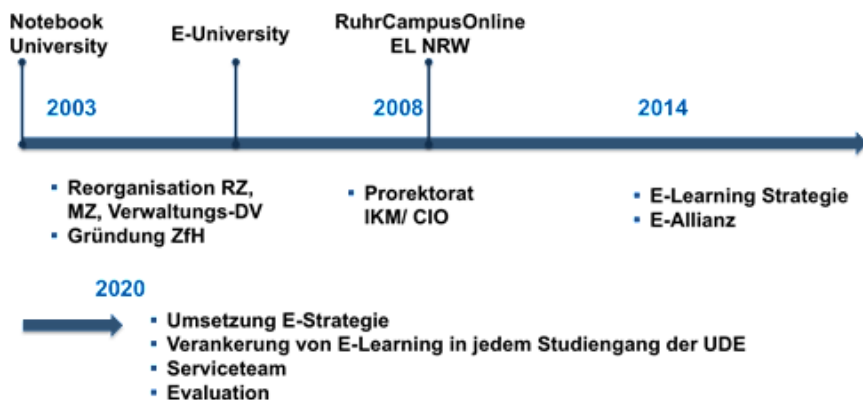 Notebook
University
E-University
RuhrCampusOnline
EL NRW
2003
2008
2014
▪ Reorganisation RZ,
MZ, Verwaltungs-DV
▪ Gründung ZfH
▪ Prorektorat
IKM/ CIO
▪ E-Learning Strategie
▪ E-Allianz
2020
▪ Umsetzung E-Strategie
▪ Verankerung von E-Learning in jedem Studiengang der UDE
▪ Serviceteam
▪ Evaluation